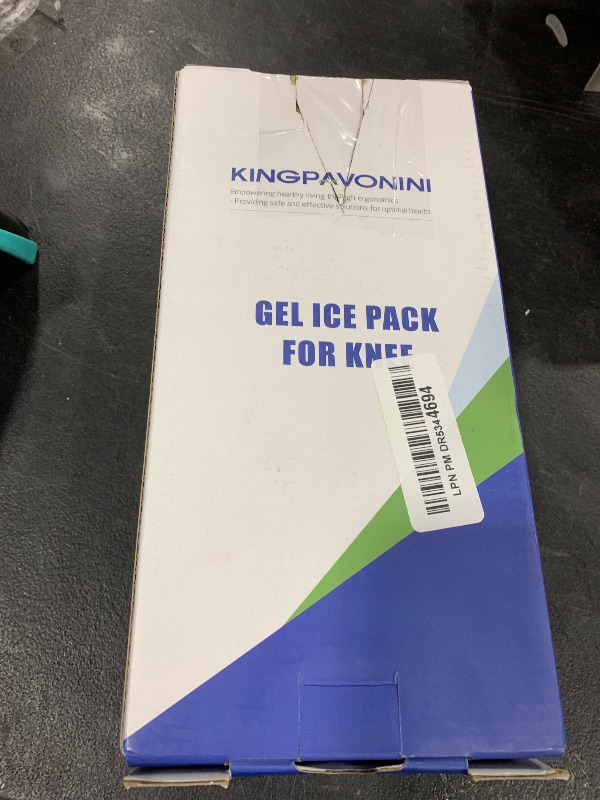 KINGPAVONINI
Empowering healthy living through ergonomics
- Providing safe and effective solutions for optimal health.
GEL ICE PACK
FOR KNEE
LPN PM DR5344694